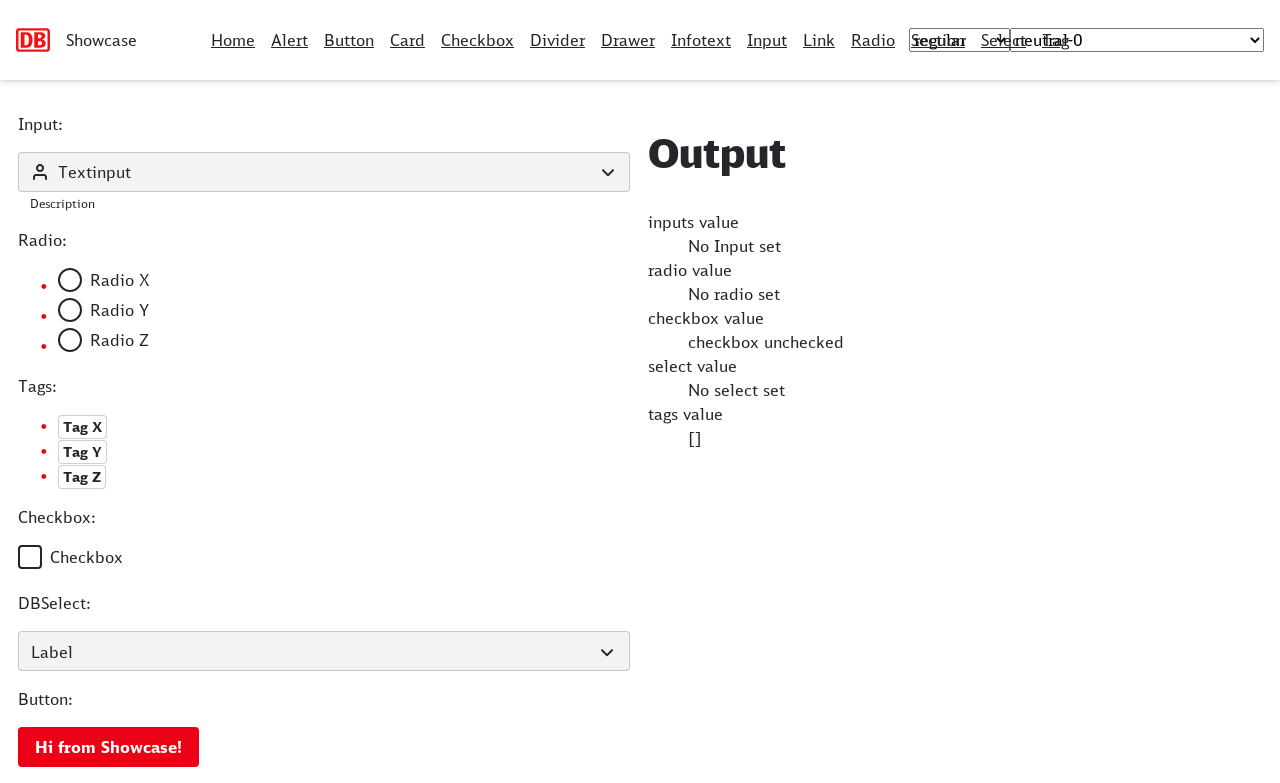 DB Showcase Home Alert Button Card Checkbox Divider Drawer Infotext Input Link Radio Section Select Tag regular neutral-0
Input:
Textinput
Description
Radio:
Radio X
Radio Y
Radio Z
Tags:
Tag X
Tag Y
Tag Z
Checkbox:
Checkbox
DBSelect:
Label
Button:
Hi from Showcase!
Output
inputs value
No Input set
radio value
No radio set
checkbox value
checkbox unchecked
select value
No select set
tags value
[]